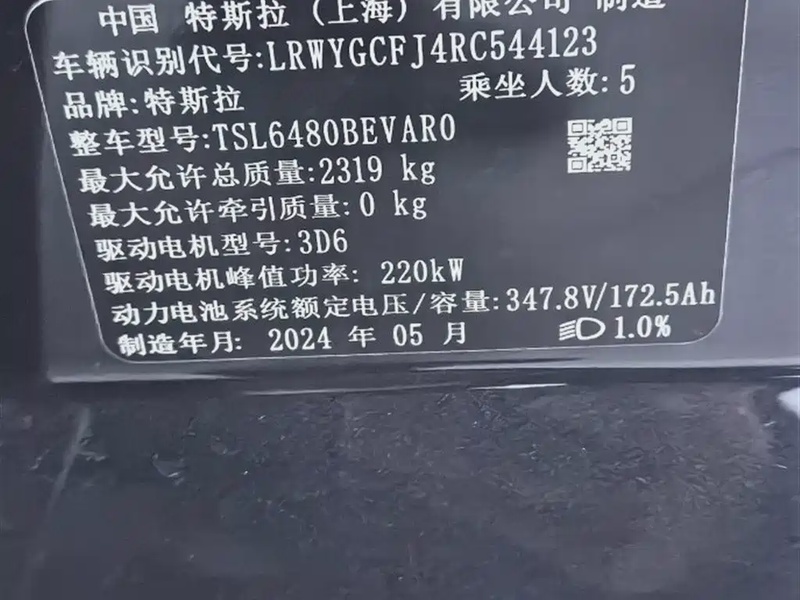 中国 特斯拉（上海）有限公司 制造
车辆识别代号:LRWYGCFJ4RC544123
品牌:特斯拉 乘坐人数:5
整车型号:TSL6480BEVAR0
最大允许总质量:2319 kg
最大允许牵引质量:0 kg
驱动电机型号:3D6
驱动电机峰值功率: 220kW
动力电池系统额定电压/容量:347.8V/172.5Ah
制造年月: 2024 年 05 月 1.0%